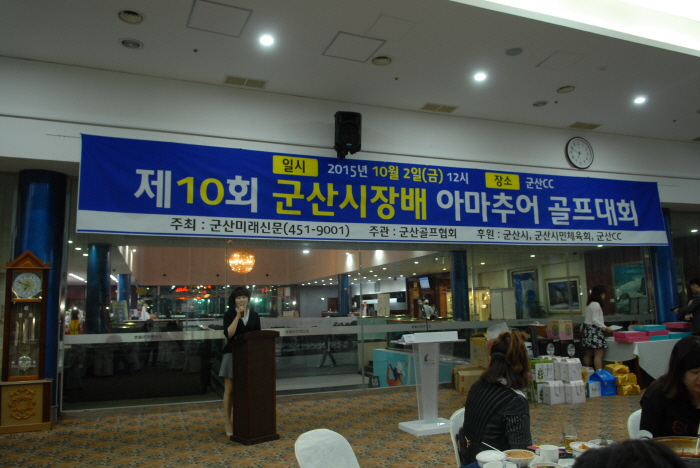 일시 2015년 10월 2일(금) 12시 장소 군산CC
제10회 군산시장배 아마추어 골프대회
주최 : 군산미래신문(451-9001) 주관 : 군산골프협회 후원 : 군산시, 군산시민체육회, 군산CC